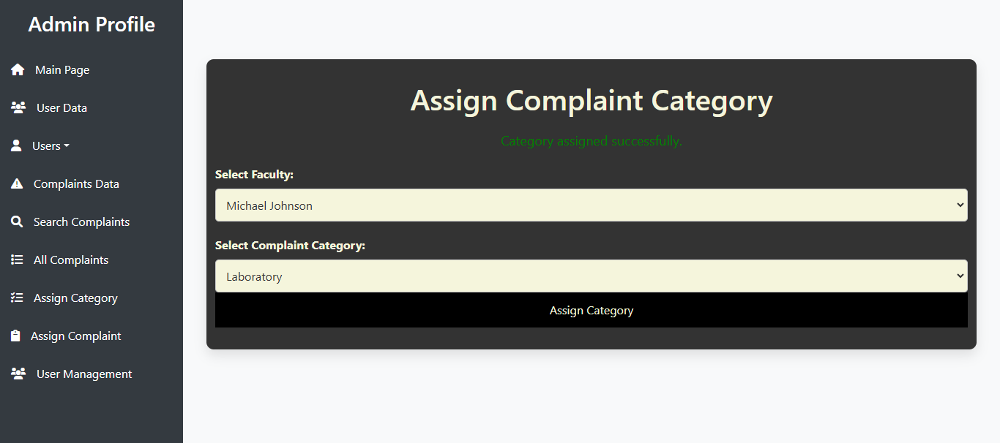 Admin Profile
Main Page
User Data
Users
Complaints Data
Search Complaints
All Complaints
Assign Category
Assign Complaint
User Management
Assign Complaint Category
Category assigned successfully.
Select Faculty:
Michael Johnson
Select Complaint Category:
Laboratory
Assign Category